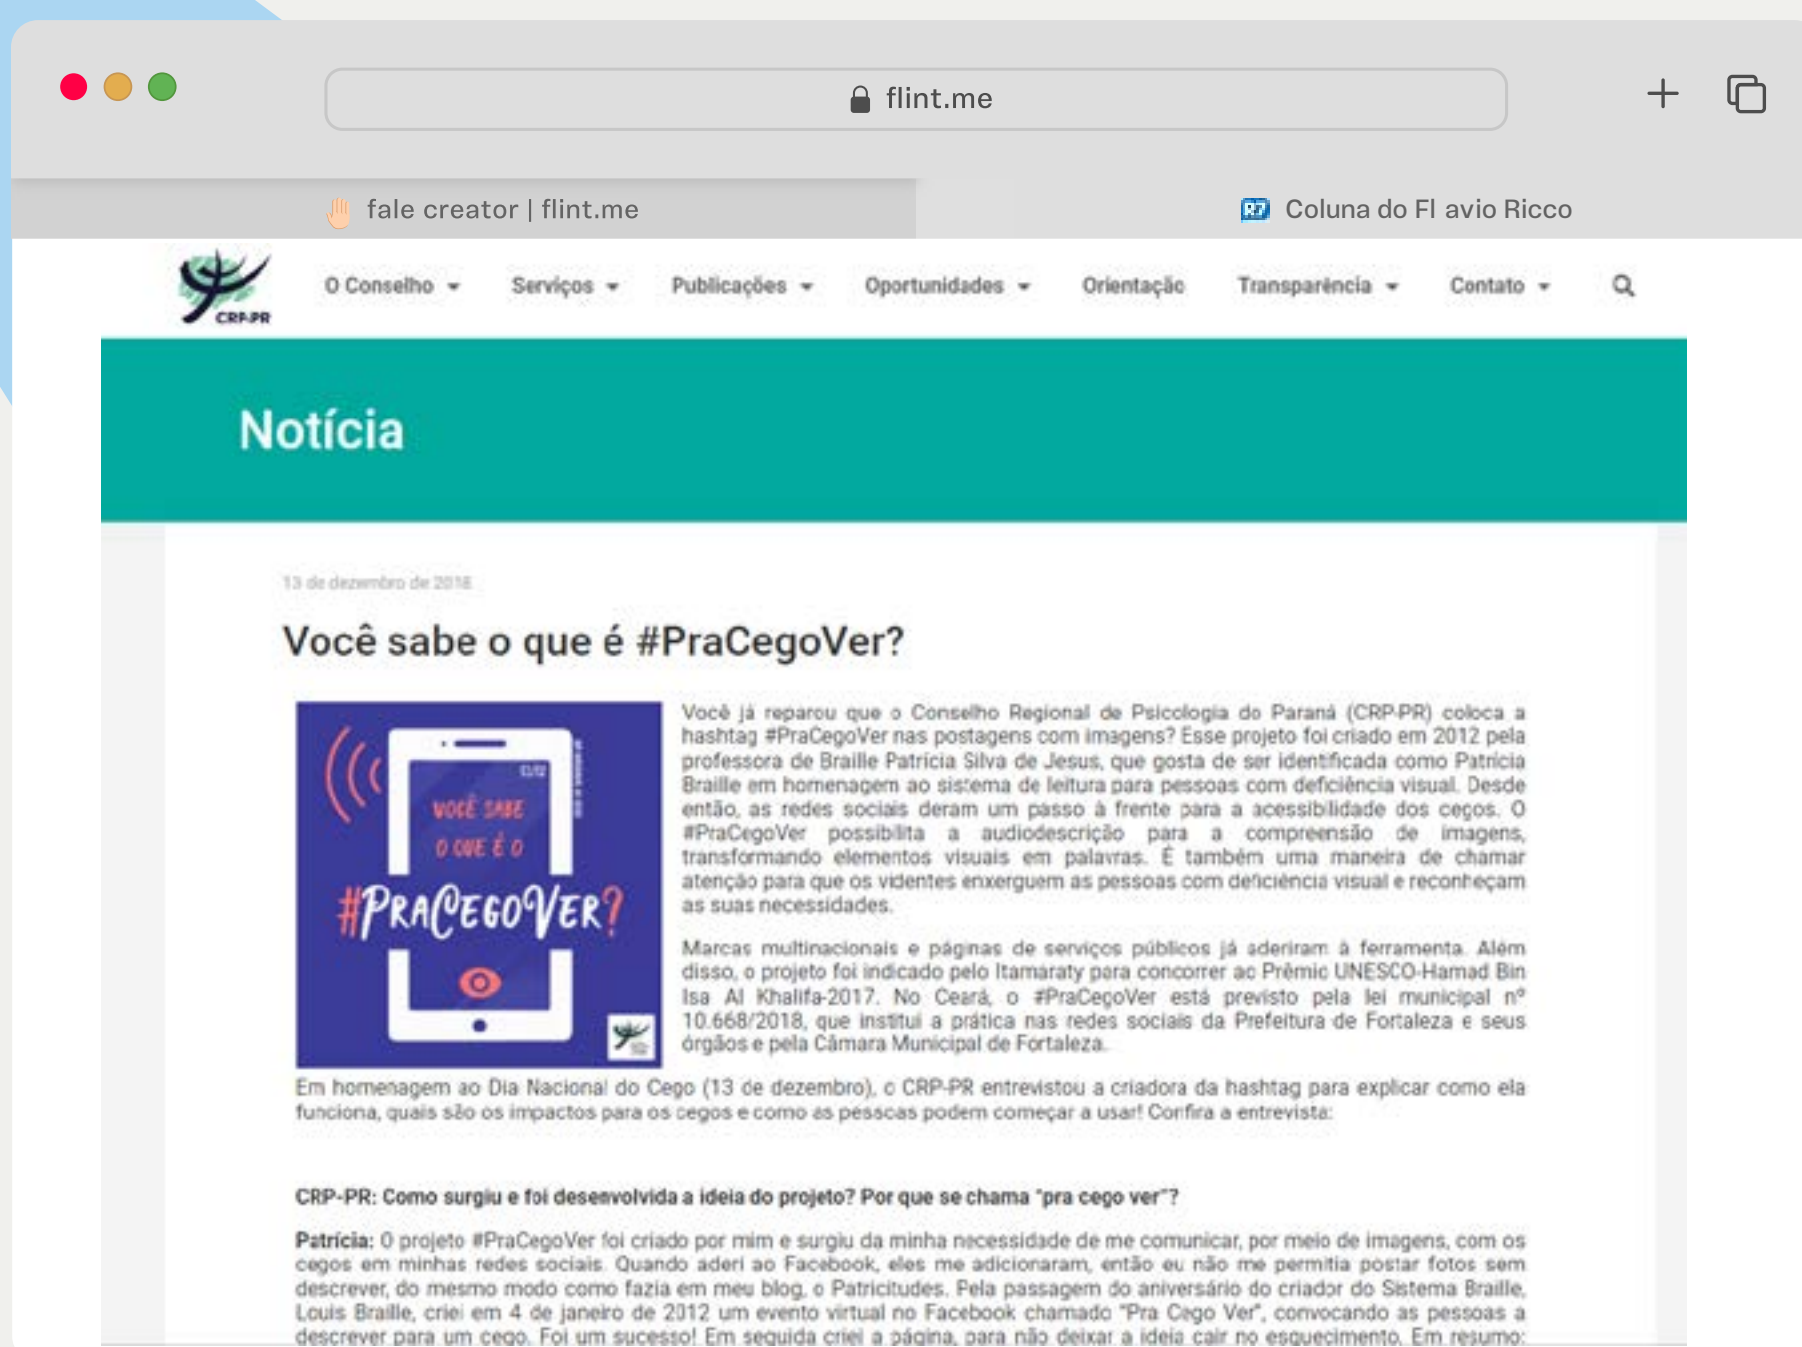 flint.me
fale creator | flint.me
Coluna do Fl avio Ricco
CRP-PR
O Conselho
Serviços
Publicações
Oportunidades
Orientação
Transparência
Contato
Notícia
13 de dezembro de 2018
Você sabe o que é #PraCegoVer?
13/12
VOCÊ SABE
O QUE É O
#PRACEGOVER?
Você já reparou que o Conselho Regional de Psicologia do Paraná (CRP-PR) coloca a
hashtag #PraCegoVer nas postagens com imagens? Esse projeto foi criado em 2012 pela
professora de Braille Patrícia Silva de Jesus, que gosta de ser identificada como Patrícia
Braille em homenagem ao sistema de leitura para pessoas com deficiência visual. Desde
então, as redes sociais deram um passo à frente para a acessibilidade dos cegos. O
#PraCegoVer possibilita a audiodescrição para a compreensão de imagens,
transformando elementos visuais em palavras. É também uma maneira de chamar
atenção para que os videntes enxerguem as pessoas com deficiência visual e reconheçam
as suas necessidades.
Marcas multinacionais e páginas de serviços públicos já aderiram à ferramenta. Além
disso, o projeto foi indicado pelo Itamaraty para concorrer ao Prêmio UNESCO-Hamad Bin
Isa Al Khalifa-2017. No Ceará, o #PraCegoVer está previsto pela lei municipal nº
10.668/2018, que institui a prática nas redes sociais da Prefeitura de Fortaleza e seus
órgãos e pela Câmara Municipal de Fortaleza.
Em homenagem ao Dia Nacional do Cego (13 de dezembro), o CRP-PR entrevistou a criadora da hashtag para explicar como ela
funciona, quais são os impactos para os cegos e como as pessoas podem começar a usar! Confira a entrevista:
CRP-PR: Como surgiu e foi desenvolvida a ideia do projeto? Por que se chama "pra cego ver"?
Patrícia: O projeto #PraCegoVer foi criado por mim e surgiu da minha necessidade de me comunicar, por meio de imagens, com os
cegos em minhas redes sociais. Quando aderi ao Facebook, eles me adicionaram, então eu não me permitia postar fotos sem
descrever, do mesmo modo como fazia em meu blog, o Patricitudes. Pela passagem do aniversário do criador do Sistema Braille,
Louis Braille, criei em 4 de janeiro de 2012 um evento virtual no Facebook chamado "Pra Cego Ver", convocando as pessoas a
descrever para um cego. Foi um sucesso! Em seguida criei a página, para não deixar a ideia cair no esquecimento. Em resumo: